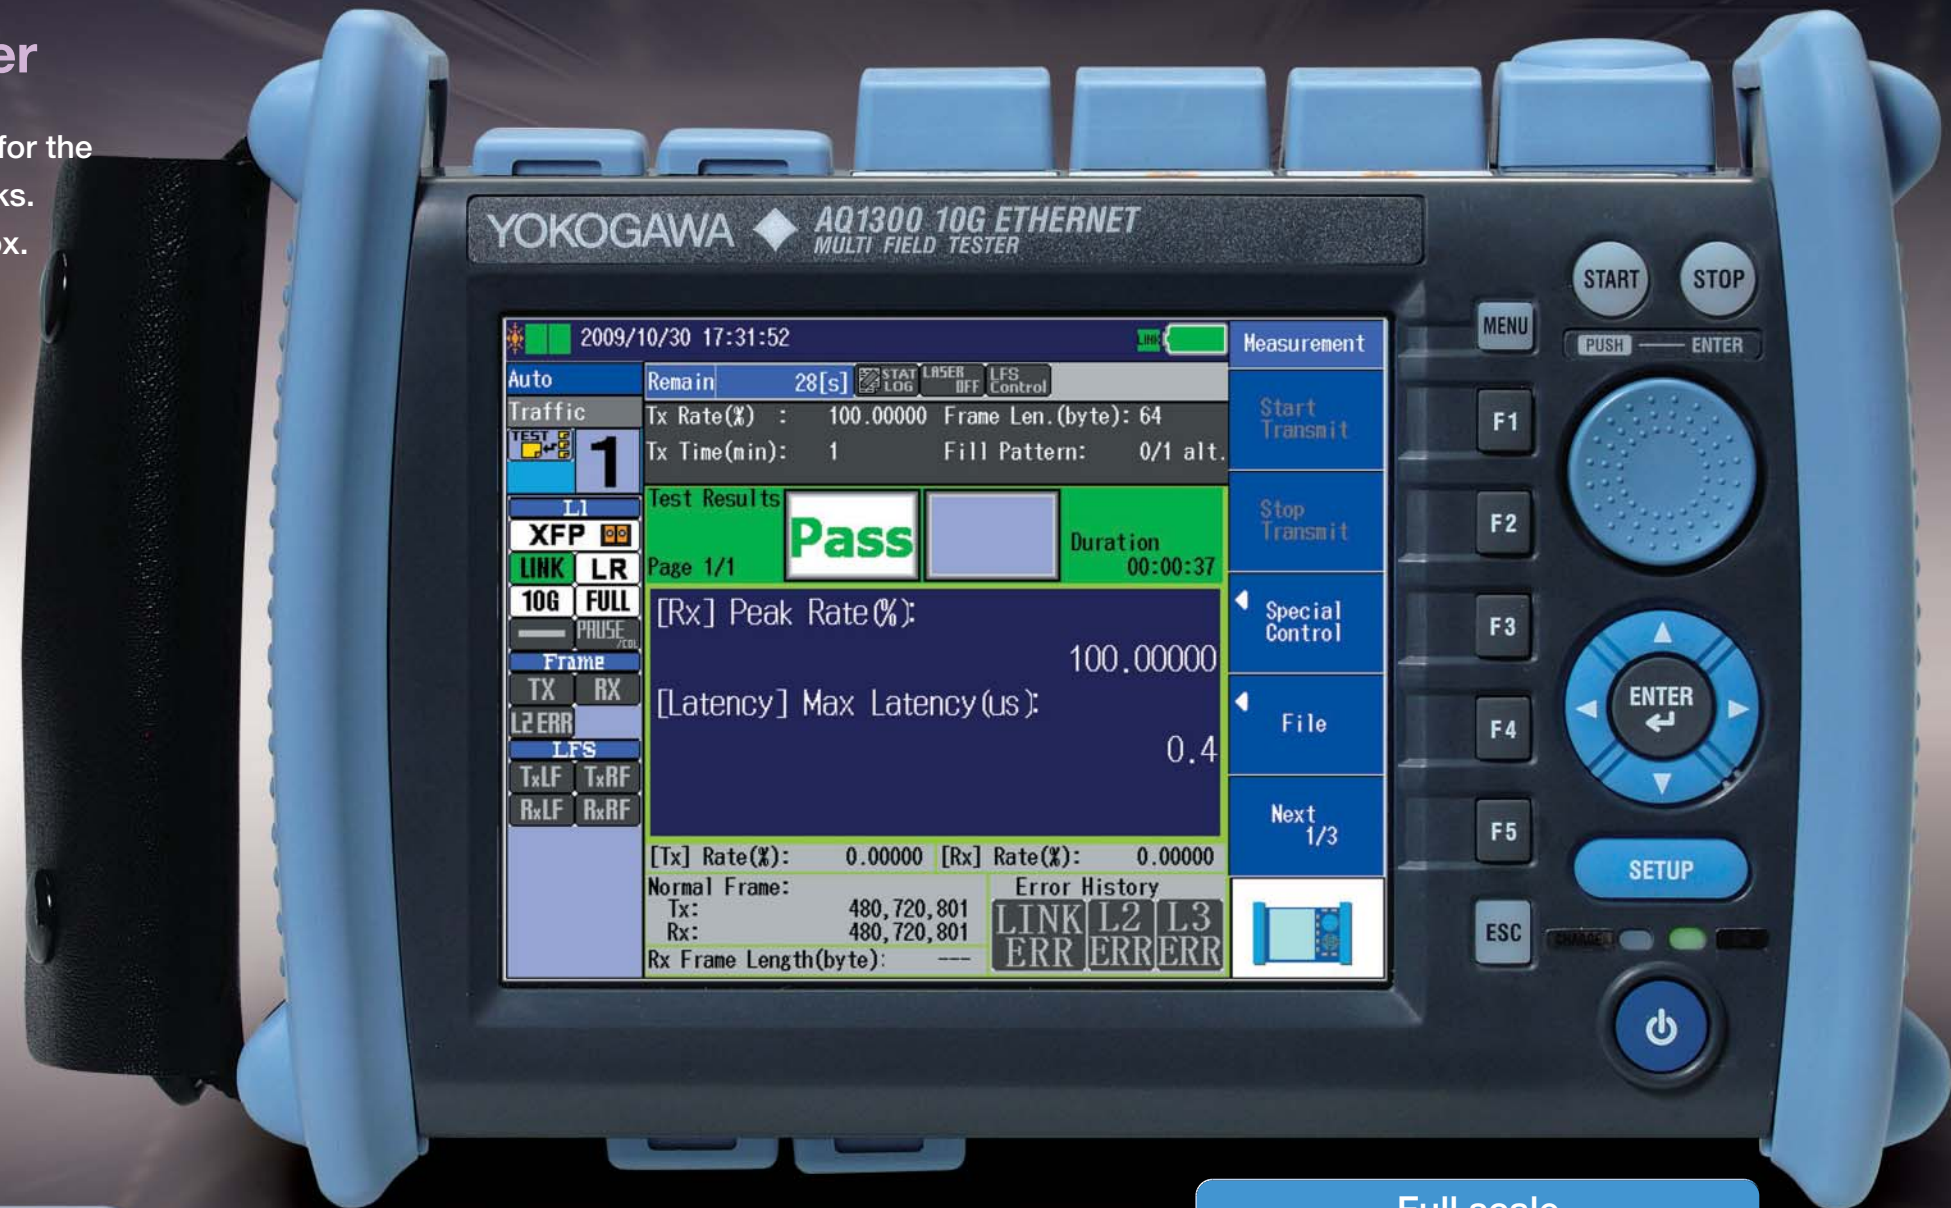 er
for the
ks.
ox.
YOKOGAWA ◆ AQ1300 10G ETHERNET
MULTI FIELD TESTER
START STOP
PUSH ENTER
MENU
F1
F2
F3
F4
F5
ESC
ENTER
SETUP
CHARGE
2009/10/30 17:31:52
LINK
Measurement
Auto
Remain 28[s] STAT LOG LASER OFF LFS Control
Traffic
TEST
1
Tx Rate(%) : 100.00000 Frame Len.(byte): 64
Tx Time(min): 1 Fill Pattern: 0/1 alt.
Start
Transmit
Stop
Transmit
Special
Control
File
Next
1/3
L1
XFP
LINK LR
10G FULL
PAUSE /COL
Frame
TX RX
L2 ERR
LFS
TxLF TxRF
RxLF RxRF
Test Results
Pass
Page 1/1
Duration
00:00:37
[Rx] Peak Rate(%):
100.00000
[Latency] Max Latency(us):
0.4
[Tx] Rate(%): 0.00000 [Rx] Rate(%): 0.00000
Normal Frame:
Tx: 480,720,801
Rx: 480,720,801
Rx Frame Length(byte): ---
Error History
LINK L2 L3
ERR ERR ERR
Full scale